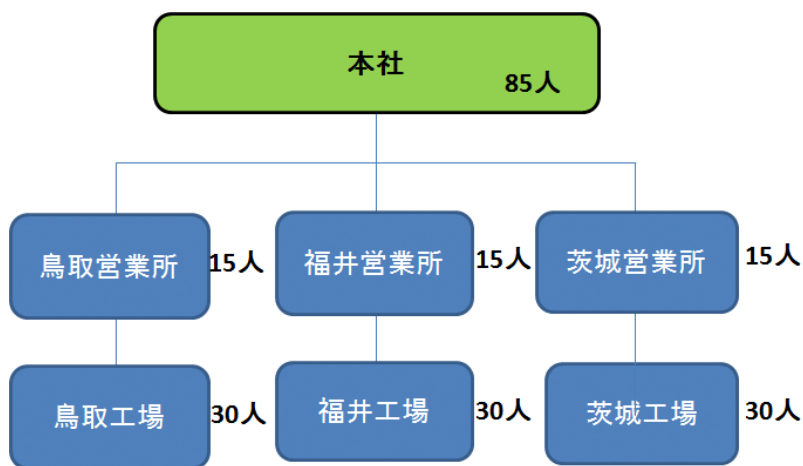 本社
85人
鳥取営業所
15人
福井営業所
15人
茨城営業所
15人
鳥取工場
30人
福井工場
30人
茨城工場
30人